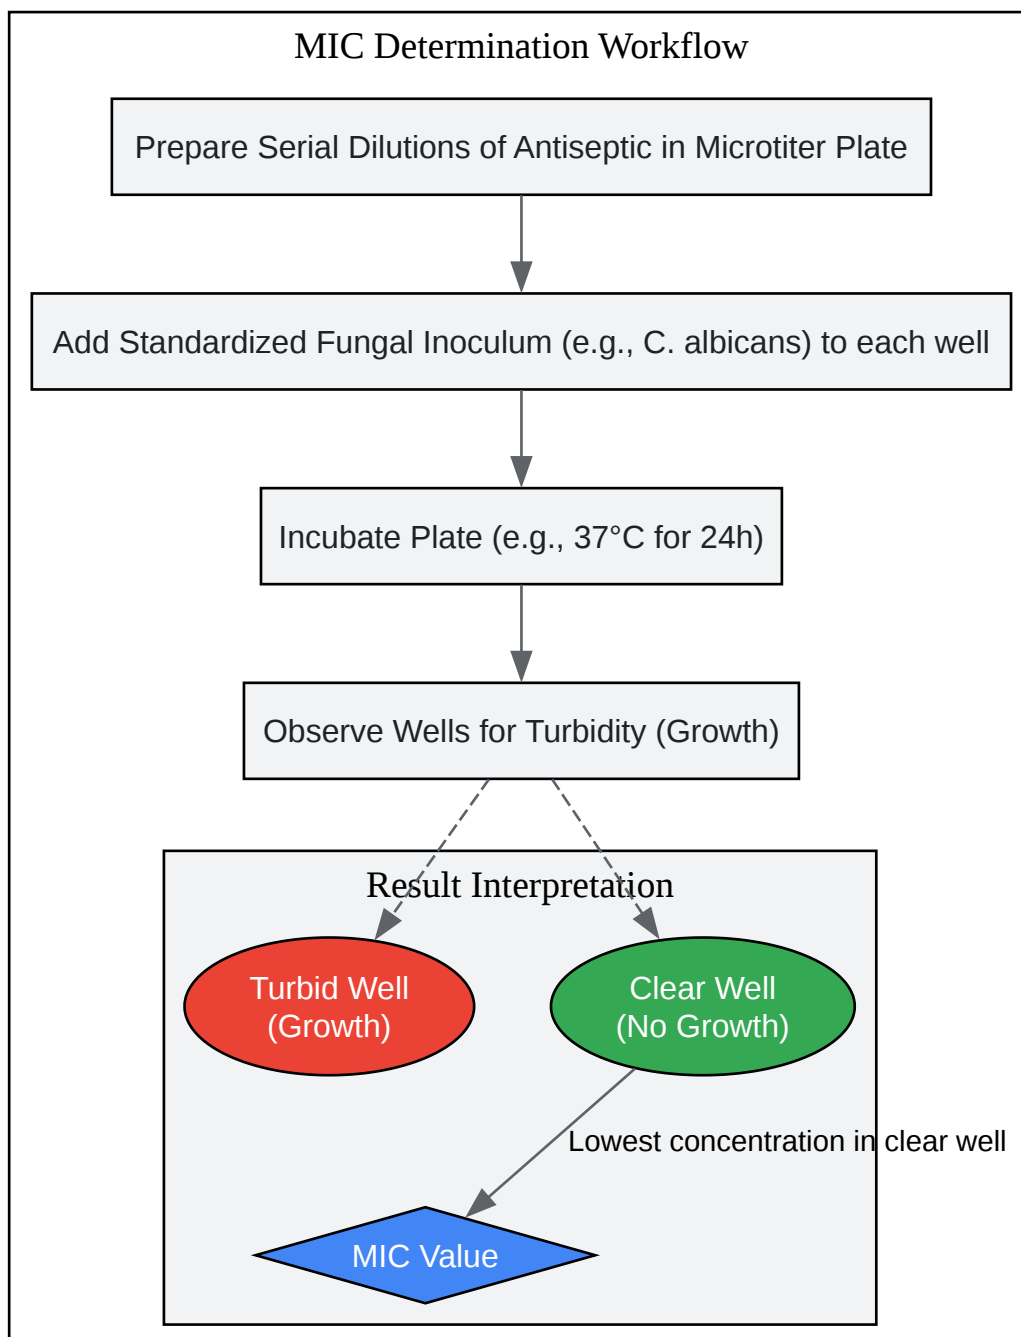 MIC Determination Workflow
Prepare Serial Dilutions of Antiseptic in Microtiter Plate
Add Standardized Fungal Inoculum (e.g., C. albicans) to each well
Incubate Plate (e.g., 37°C for 24h)
Observe Wells for Turbidity (Growth)
Result Interpretation
Turbid Well
(Growth)
Clear Well
(No Growth)
Lowest concentration in clear well
MIC Value